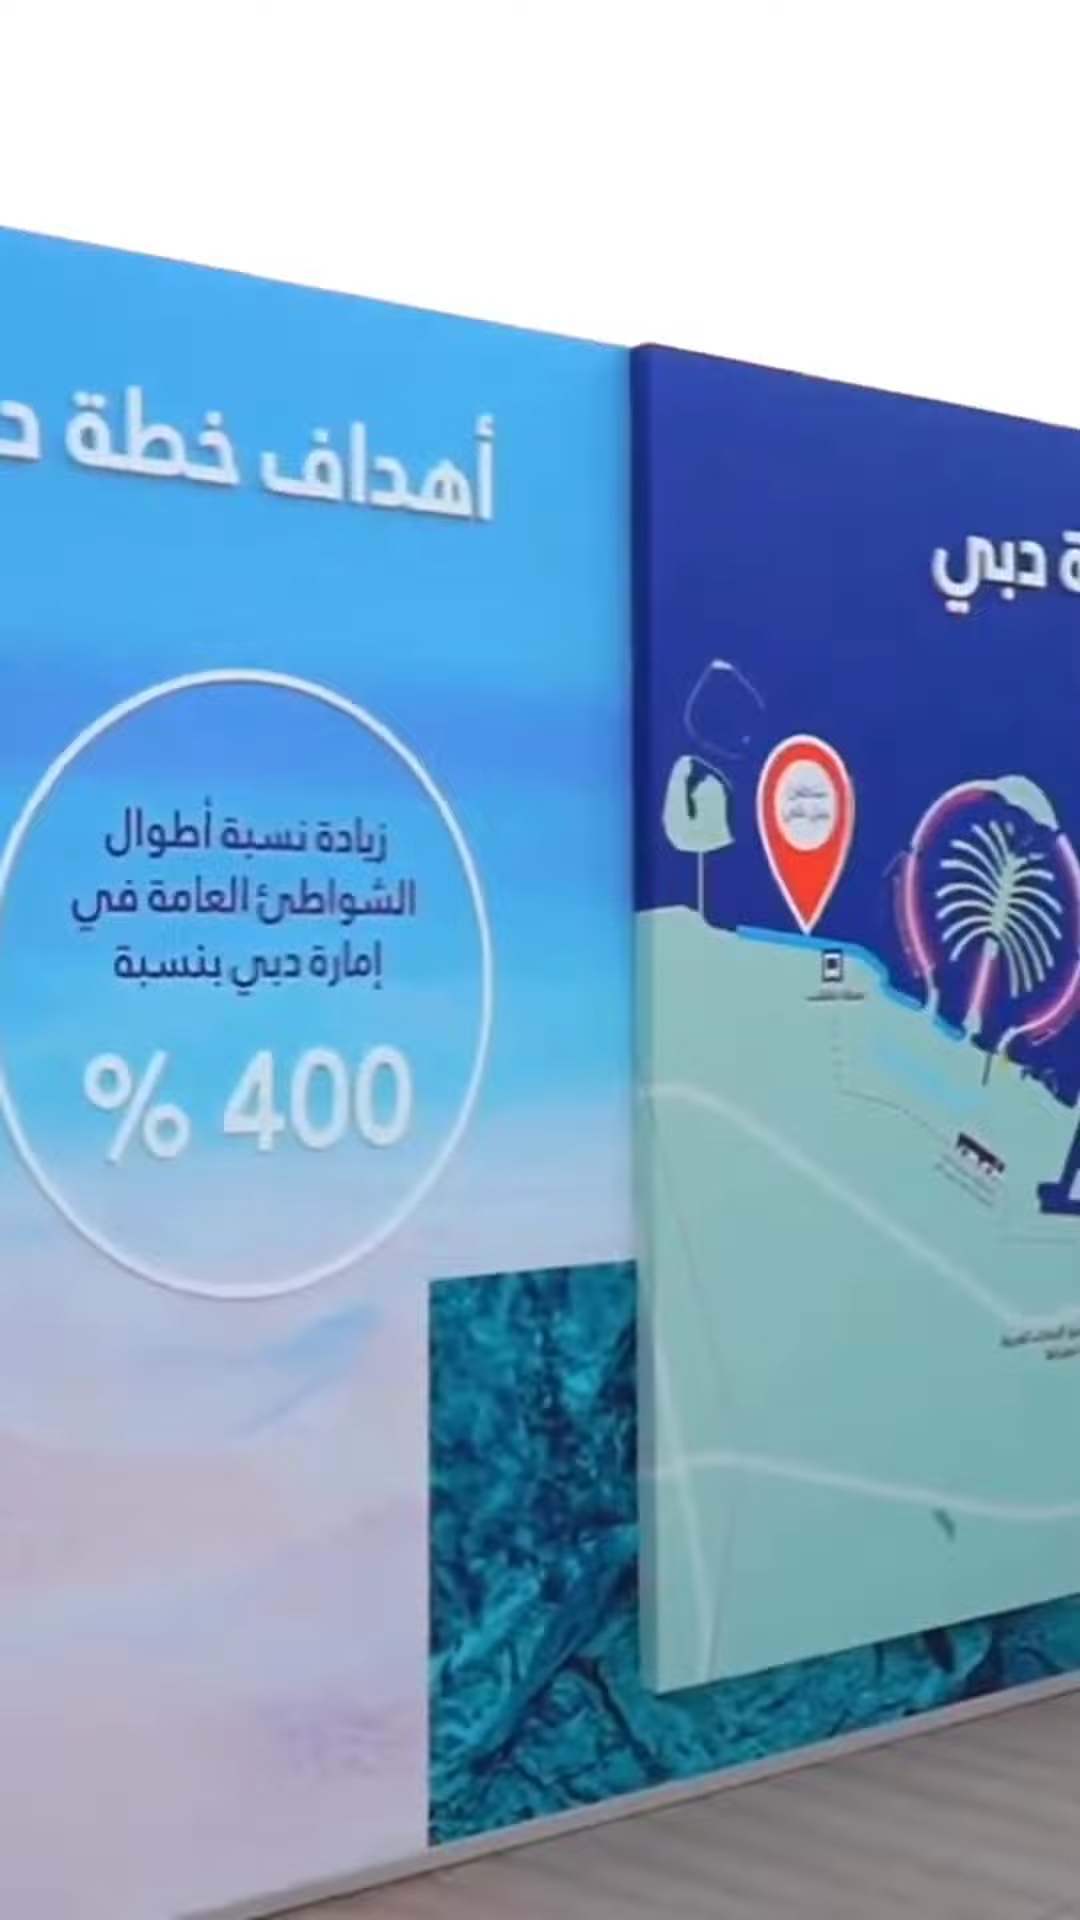 أهداف خطة د
زيادة نسبة أطوال
الشواطئ العامة في
إمارة دبي بنسبة
400 %
ة دبي